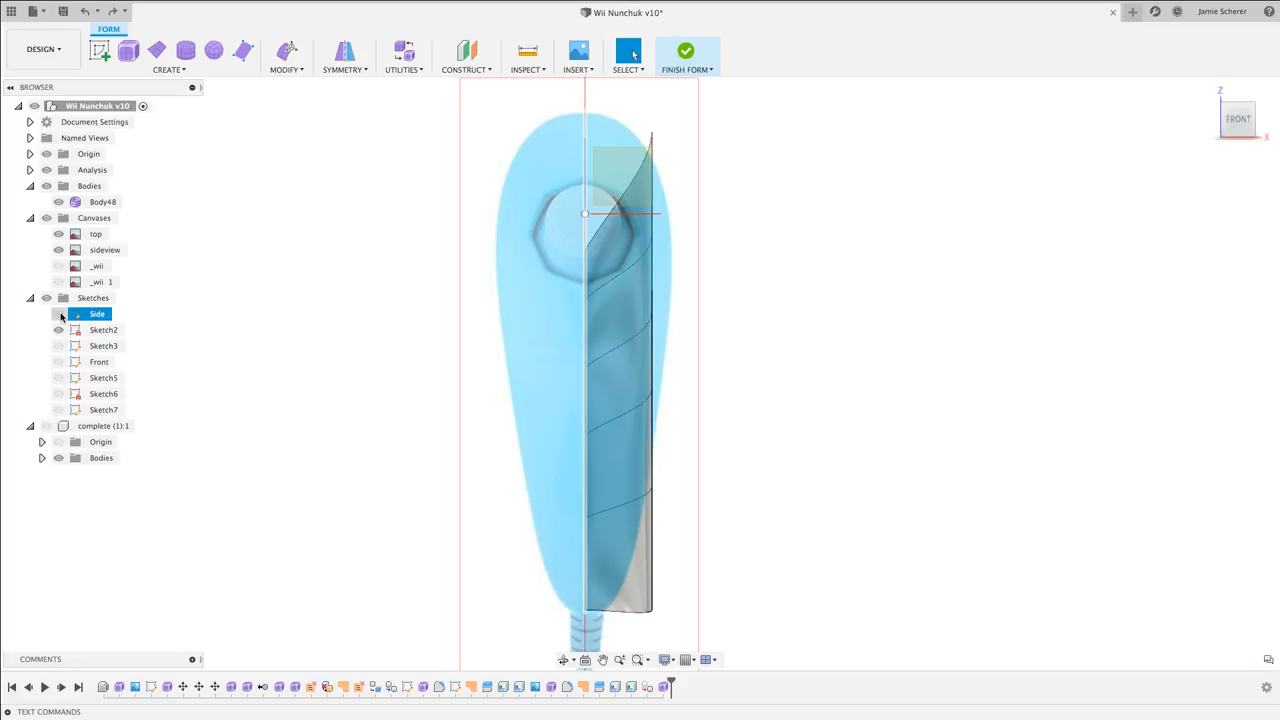 Wii Nunchuk v10*
Jamie Scherer
FORM
DESIGN
CREATE
MODIFY
SYMMETRY
UTILITIES
CONSTRUCT
INSPECT
INSERT
SELECT
FINISH FORM
BROWSER
Wii Nunchuk v10
Document Settings
Named Views
Origin
Analysis
Bodies
Body48
Canvases
top
sideview
_wii
_wii 1
Sketches
Side
Sketch2
Sketch3
Front
Sketch5
Sketch6
Sketch7
complete (1):1
Origin
Bodies
Z
FRONT
X
COMMENTS
TEXT COMMANDS